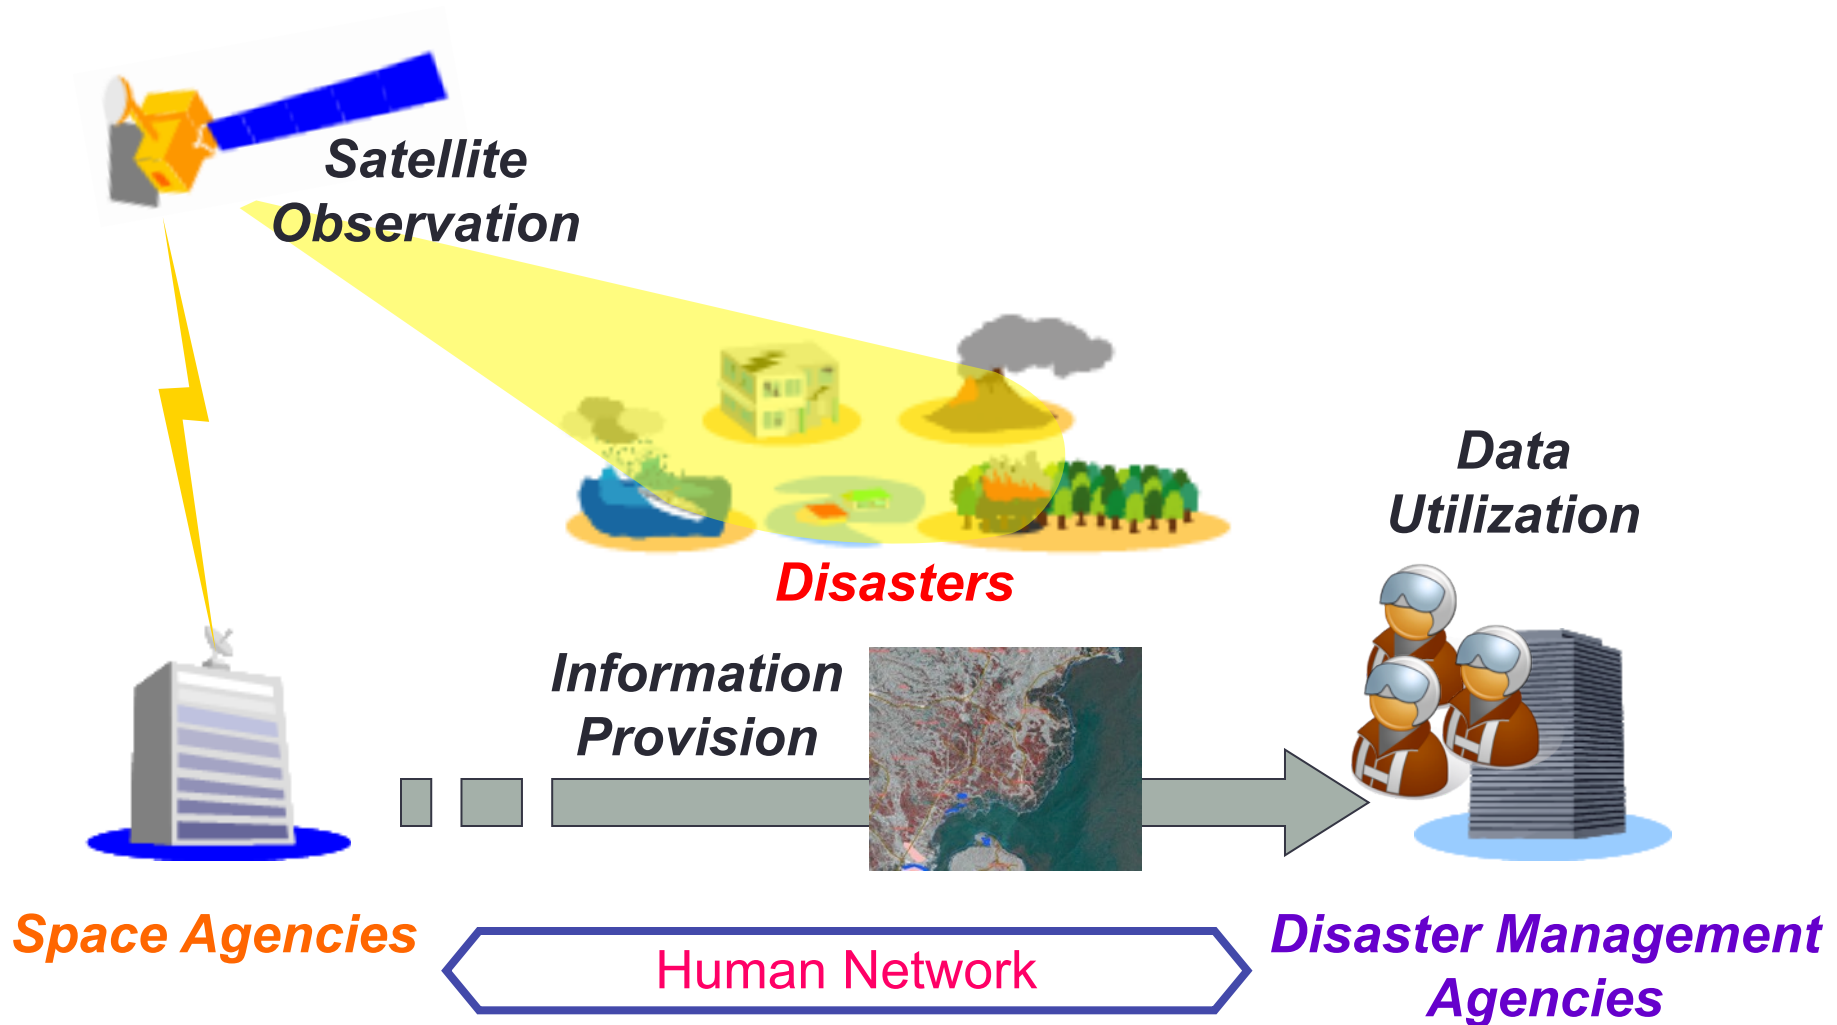 Satellite
Observation
Data
Utilization
Disasters
Information
Provision
Space Agencies
Human Network
Disaster Management
Agencies